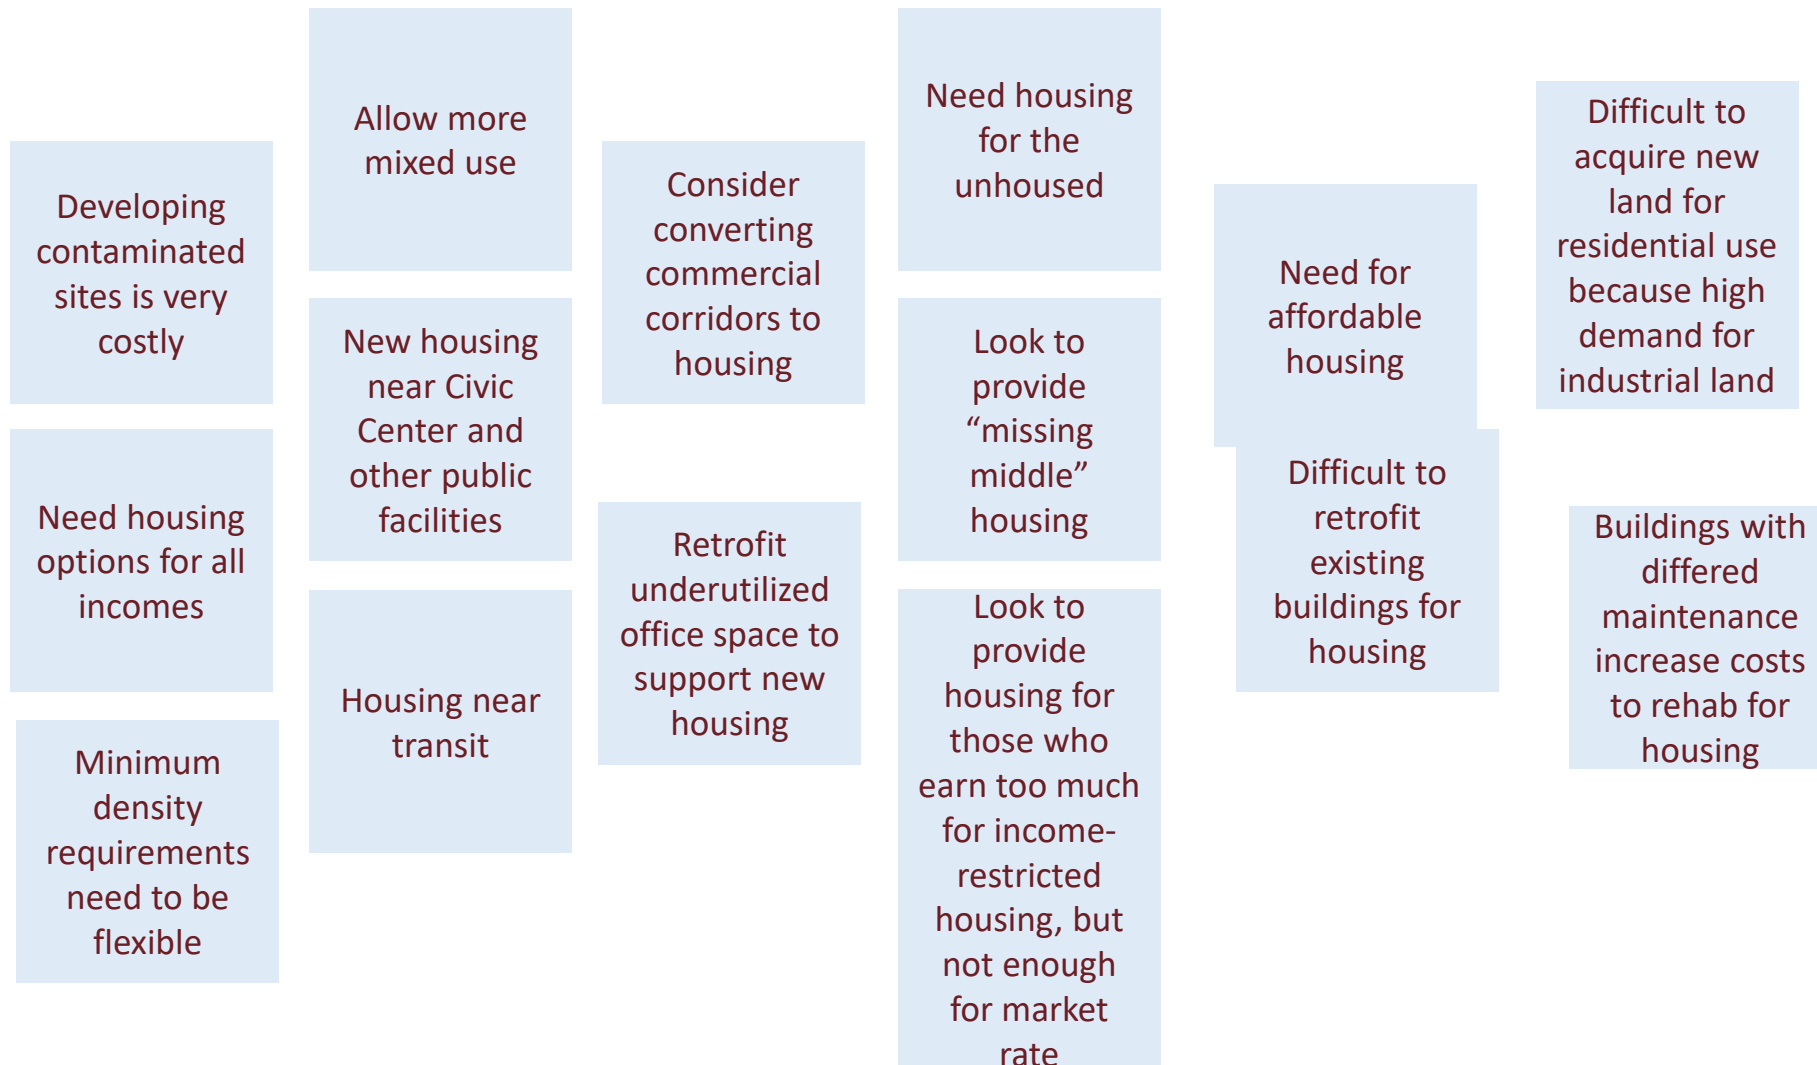 Developing
contaminated
sites is very
costly
Need housing
options for all
incomes
Minimum
density
requirements
need to be
flexible
Allow more
mixed use
New housing
near Civic
Center and
other public
facilities
Housing near
transit
Consider
converting
commercial
corridors to
housing
Retrofit
underutilized
office space to
support new
housing
Need housing
for the
unhoused
Look to
provide
“missing
middle”
housing
Look to
provide
housing for
those who
earn too much
for income-
restricted
housing, but
not enough
for market
rate
Need for
affordable
housing
Difficult to
retrofit
existing
buildings for
housing
Difficult to
acquire new
land for
residential use
because high
demand for
industrial land
Buildings with
differed
maintenance
increase costs
to rehab for
housing